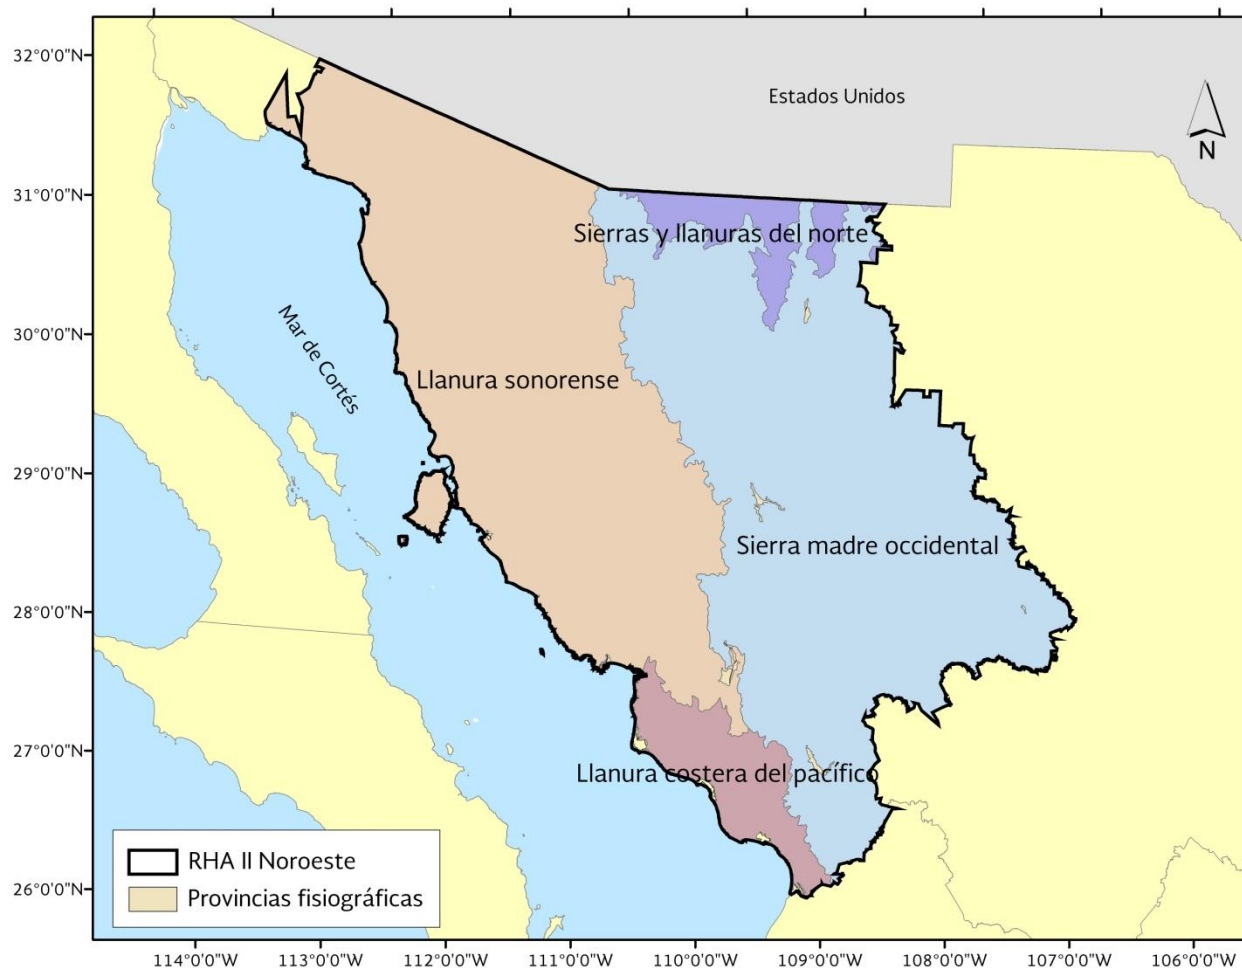 32°0'0"N
31°0'0"N
30°0'0"N
29°0'0"N
28°0'0"N
27°0'0"N
26°0'0"N
Estados Unidos
N
Sierras y llanuras del norte
Mar de Cortés
Llanura sonorense
Sierra madre occidental
Llanura costera del pacífico
RHA II Noroeste
Provincias fisiográficas
114°0'0"W 113°0'0"W 112°0'0"W 111°0'0"W 110°0'0"W 109°0'0"W 108°0'0"W 107°0'0"W 106°0'0"W